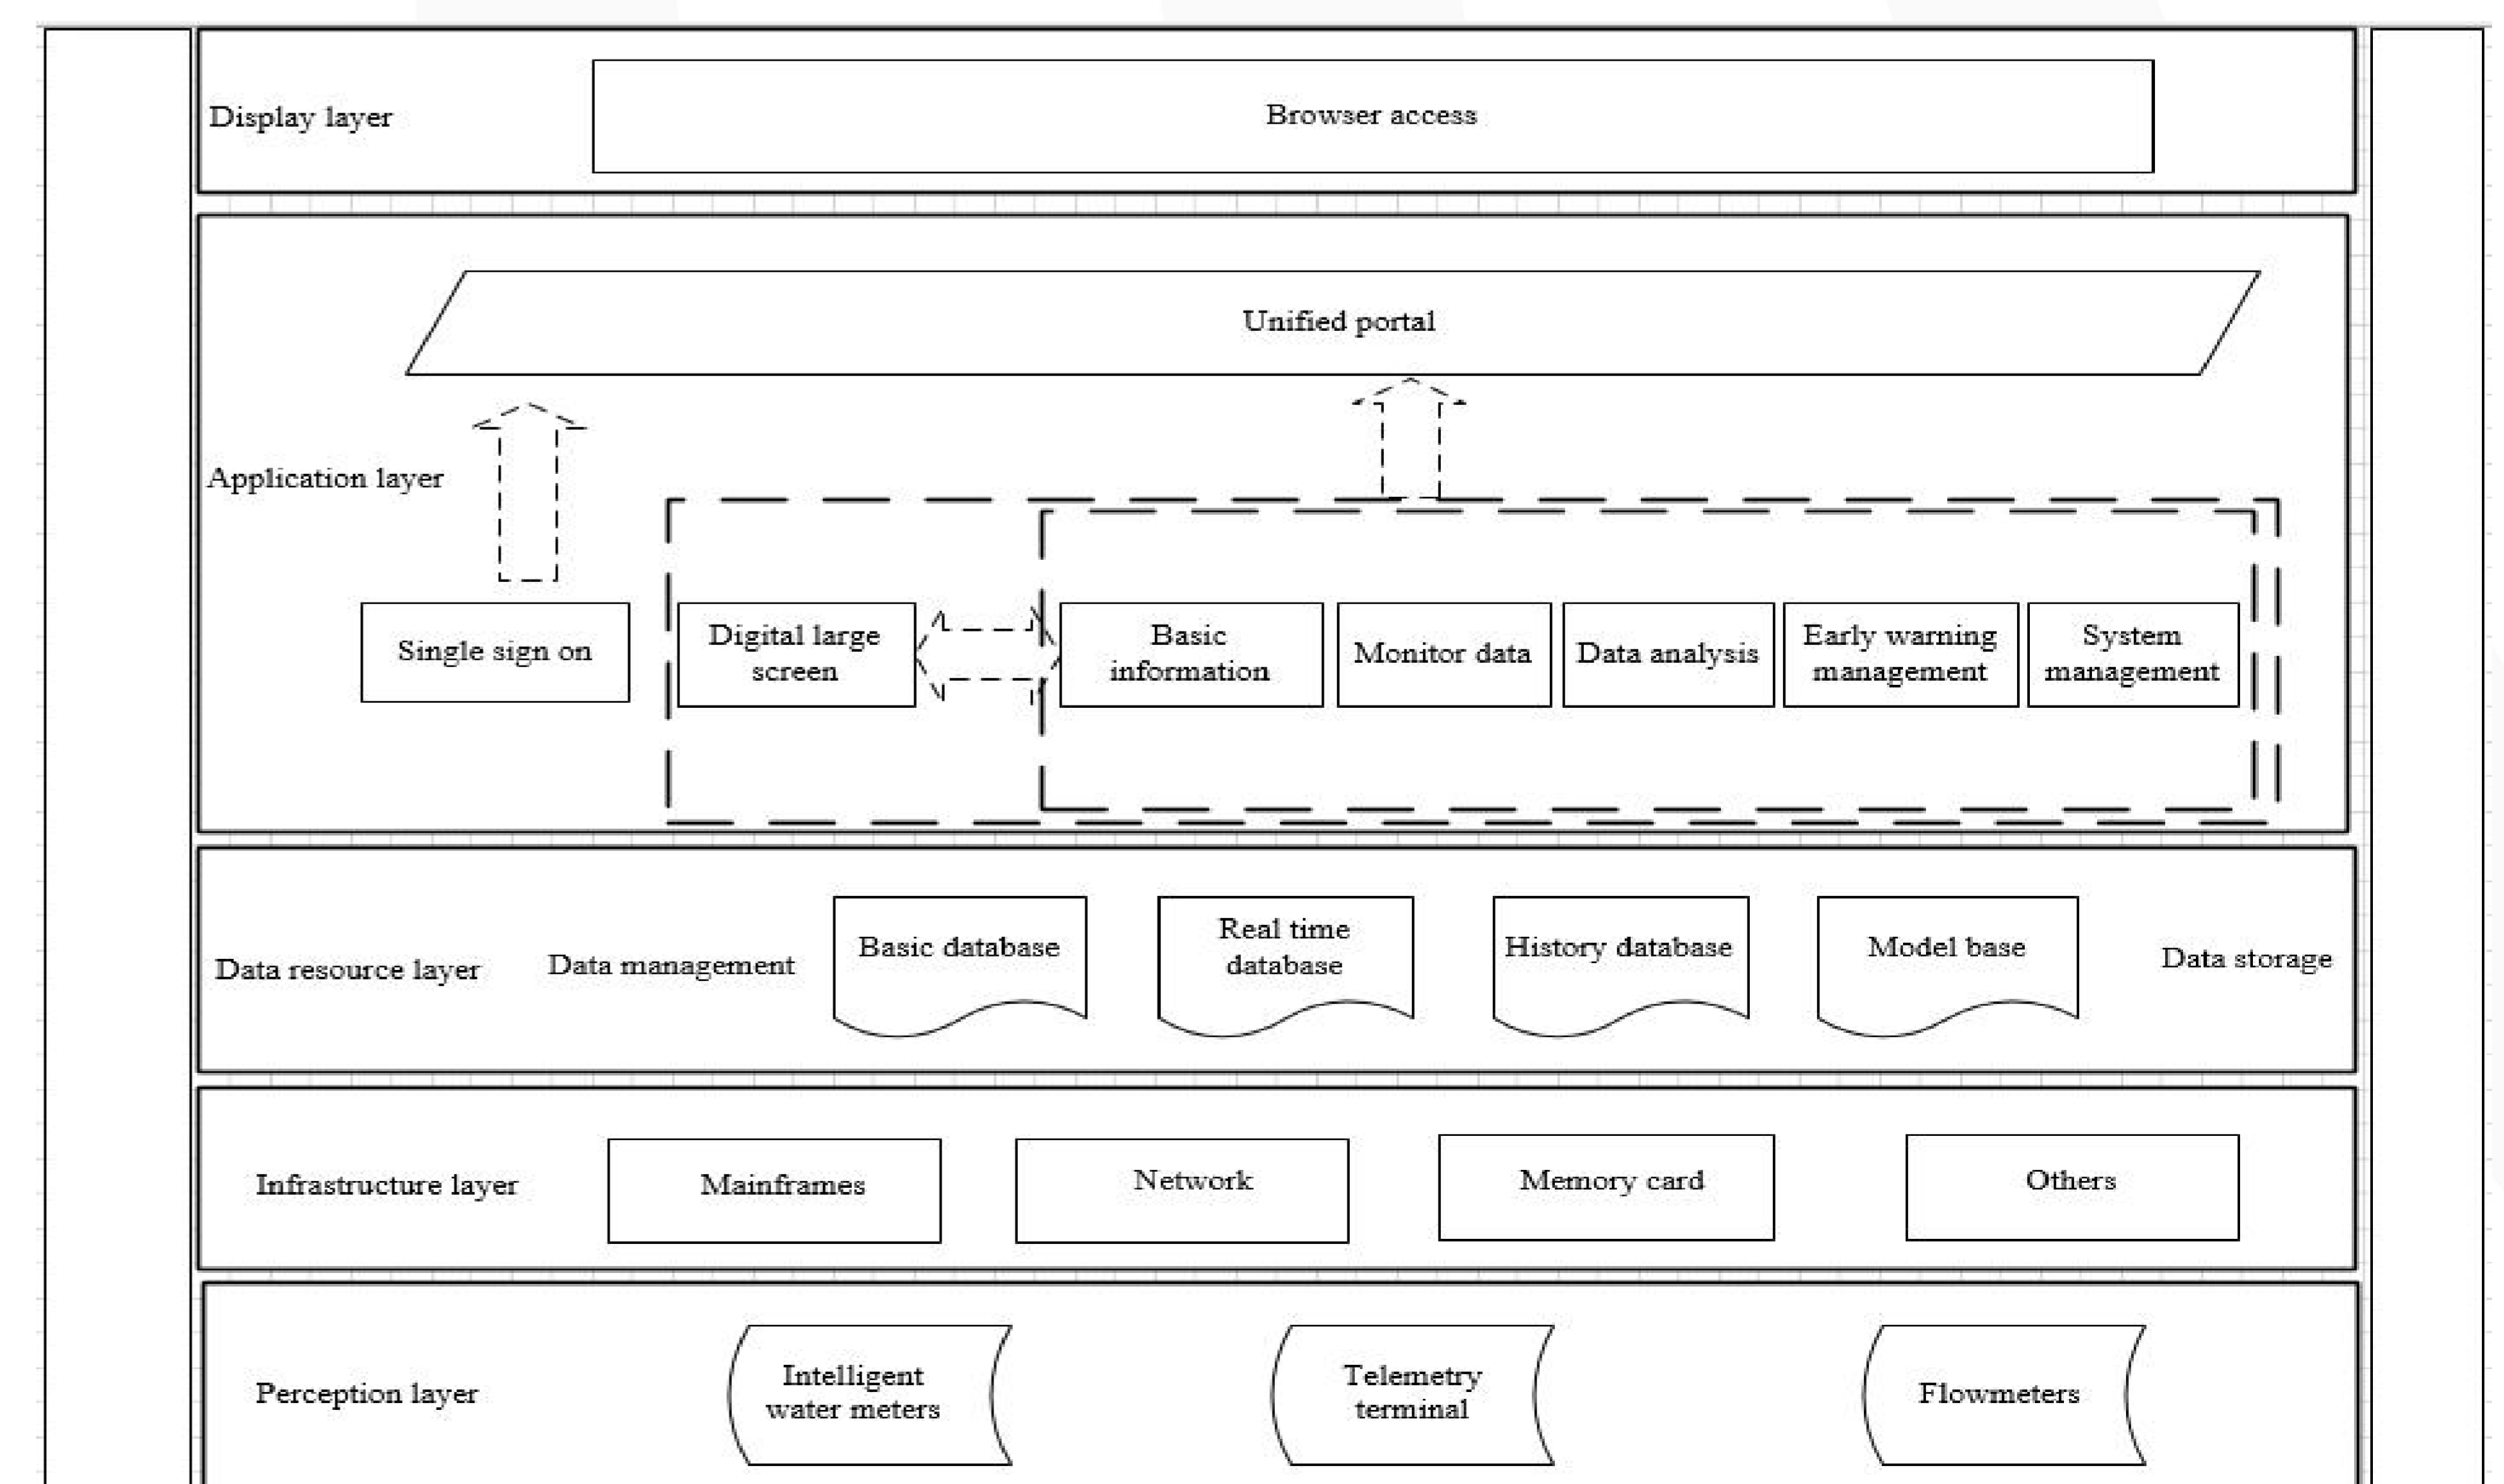 Display layer
Browser access
Unified portal
Application layer
Single sign on
Digital large
screen
Basic
information
Monitor data
Data analysis
Early warning
management
System
management
Data resource layer
Data management
Basic database
Real time
database
History database
Model base
Data storage
Infrastructure layer
Mainframes
Network
Memory card
Others
Perception layer
Intelligent
water meters
Telemetry
terminal
Flowmeters